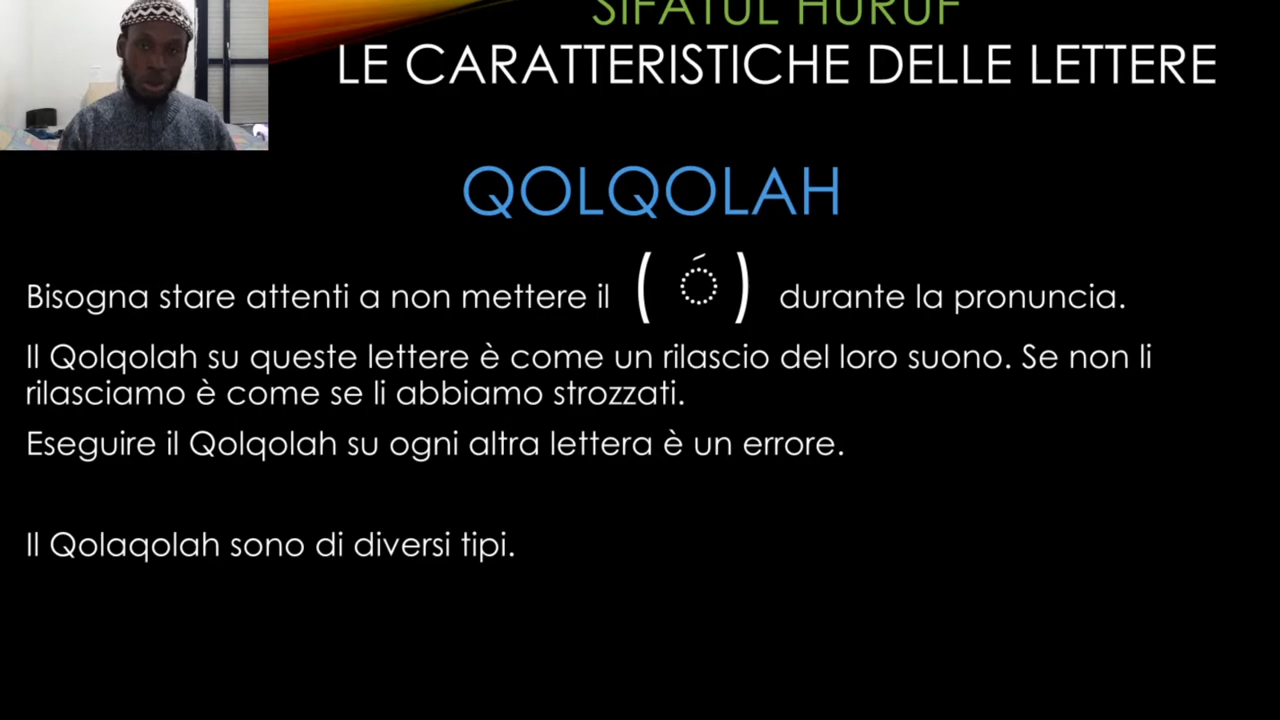 SIFATUL HURUF
LE CARATTERISTICHE DELLE LETTERE
QOLQOLAH
Bisogna stare attenti a non mettere il ( َ◌ ) durante la pronuncia.
Il Qolqolah su queste lettere è come un rilascio del loro suono. Se non li
rilasciamo è come se li abbiamo strozzati.
Eseguire il Qolqolah su ogni altra lettera è un errore.
Il Qolaqolah sono di diversi tipi.